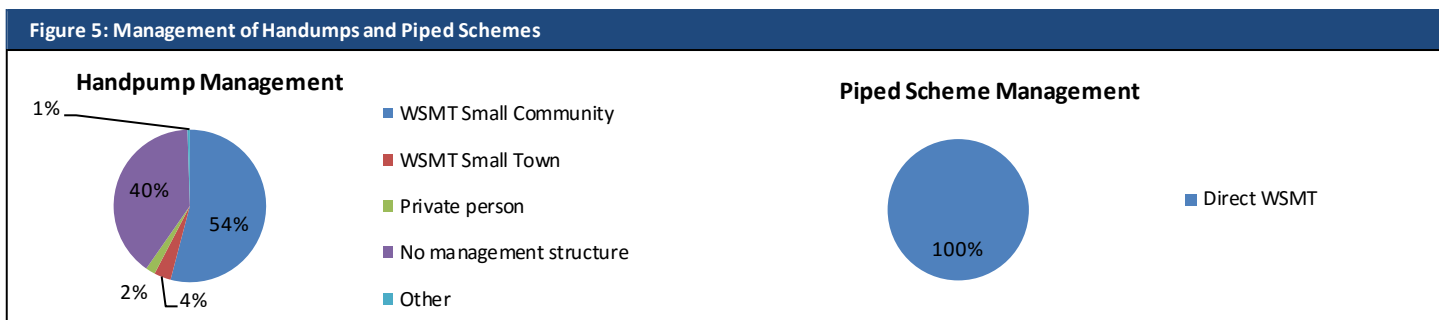 Figure 5: Management of Handumps and Piped Schemes
Handpump Management
1%
40%
54%
2%
4%
WSMT Small Community
WSMT Small Town
Private person
No management structure
Other
Piped Scheme Management
100%
Direct WSMT